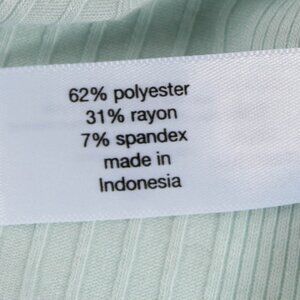 62% polyester
31% rayon
7% spandex
made in
Indonesia